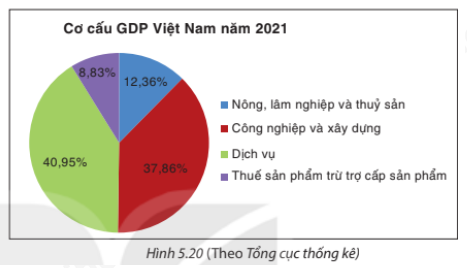 Cơ cấu GDP Việt Nam năm 2021
8,83%
12,36%
40,95%
37,86%
Nông, lâm nghiệp và thuỷ sản
Công nghiệp và xây dựng
Dịch vụ
Thuế sản phẩm trừ trợ cấp sản phẩm
Hình 5.20 (Theo Tổng cục thống kê)